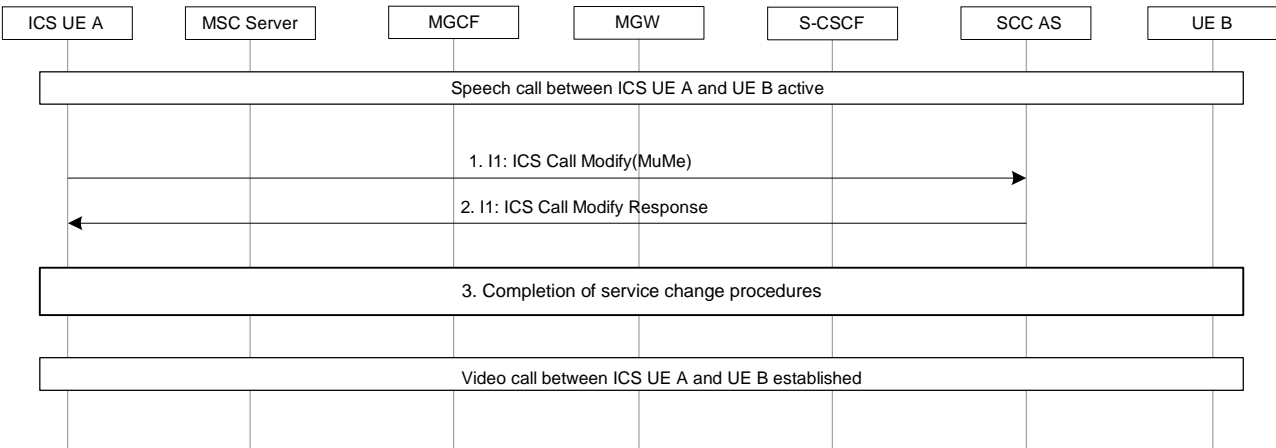 ICS UE A
MSC Server
MGCF
MGW
S-CSCF
SCC AS
UE B
Speech call between ICS UE A and UE B active
1. I1: ICS Call Modify(MuMe)
2. I1: ICS Call Modify Response
3. Completion of service change procedures
Video call between ICS UE A and UE B established